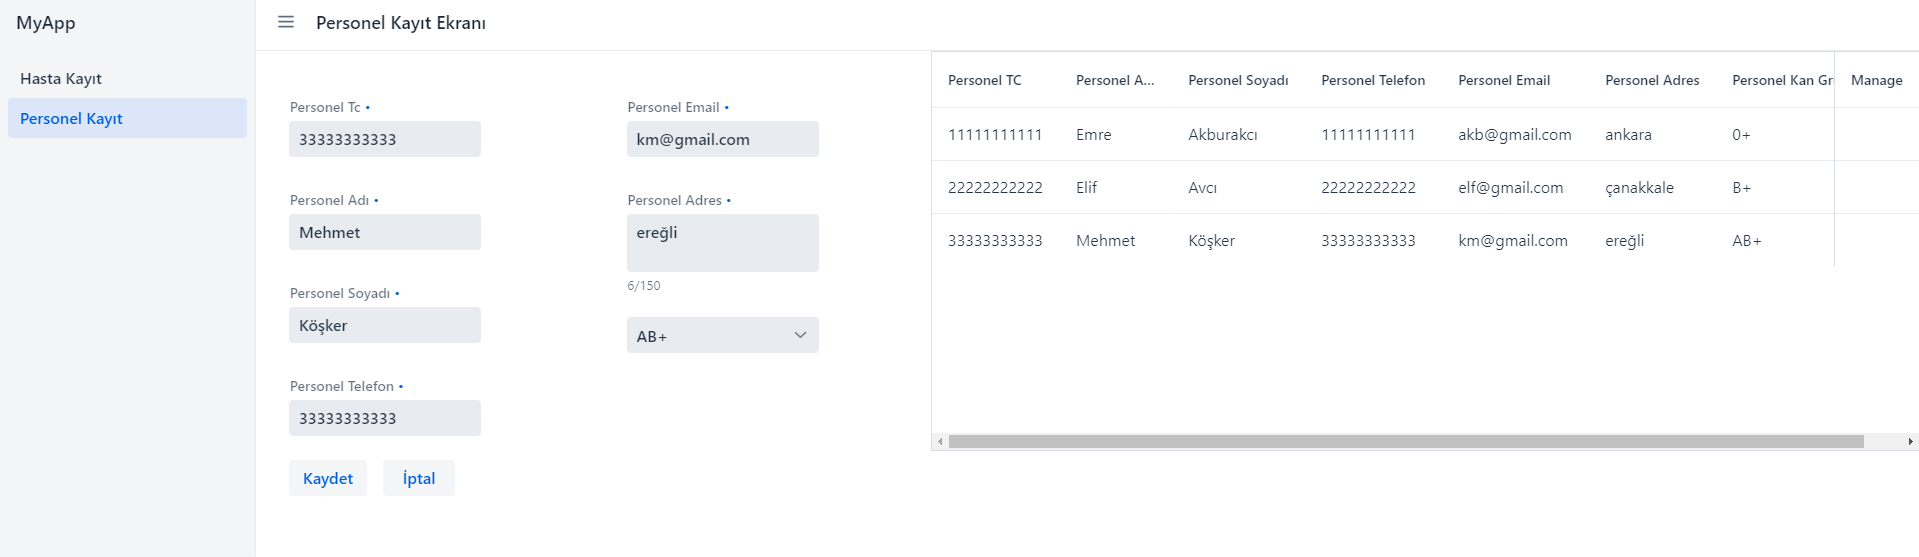 MyApp
Hasta Kayıt
Personel Kayıt
Personel Kayıt Ekranı
Personel Tc •
33333333333
Personel Adı •
Mehmet
Personel Soyadı •
Köşker
Personel Telefon •
33333333333
Kaydet İptal
Personel Email •
km@gmail.com
Personel Adres •
ereğli
6/150
AB+
Personel TC Personel A... Personel Soyadı Personel Telefon Personel Email Personel Adres Personel Kan Gr Manage
11111111111 Emre Akburakcı 11111111111 akb@gmail.com ankara 0+
22222222222 Elif Avcı 22222222222 elf@gmail.com çanakkale B+
33333333333 Mehmet Köşker 33333333333 km@gmail.com ereğli AB+